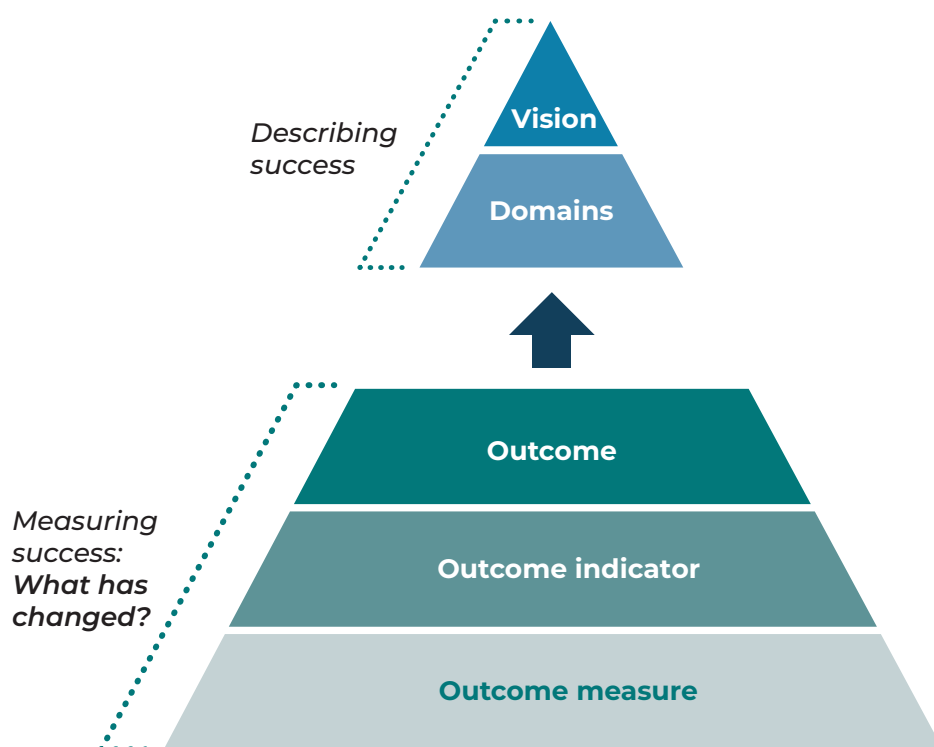 Vision
Describing
success
Domains
Outcome
Measuring
success:
What has
changed?
Outcome indicator
Outcome measure